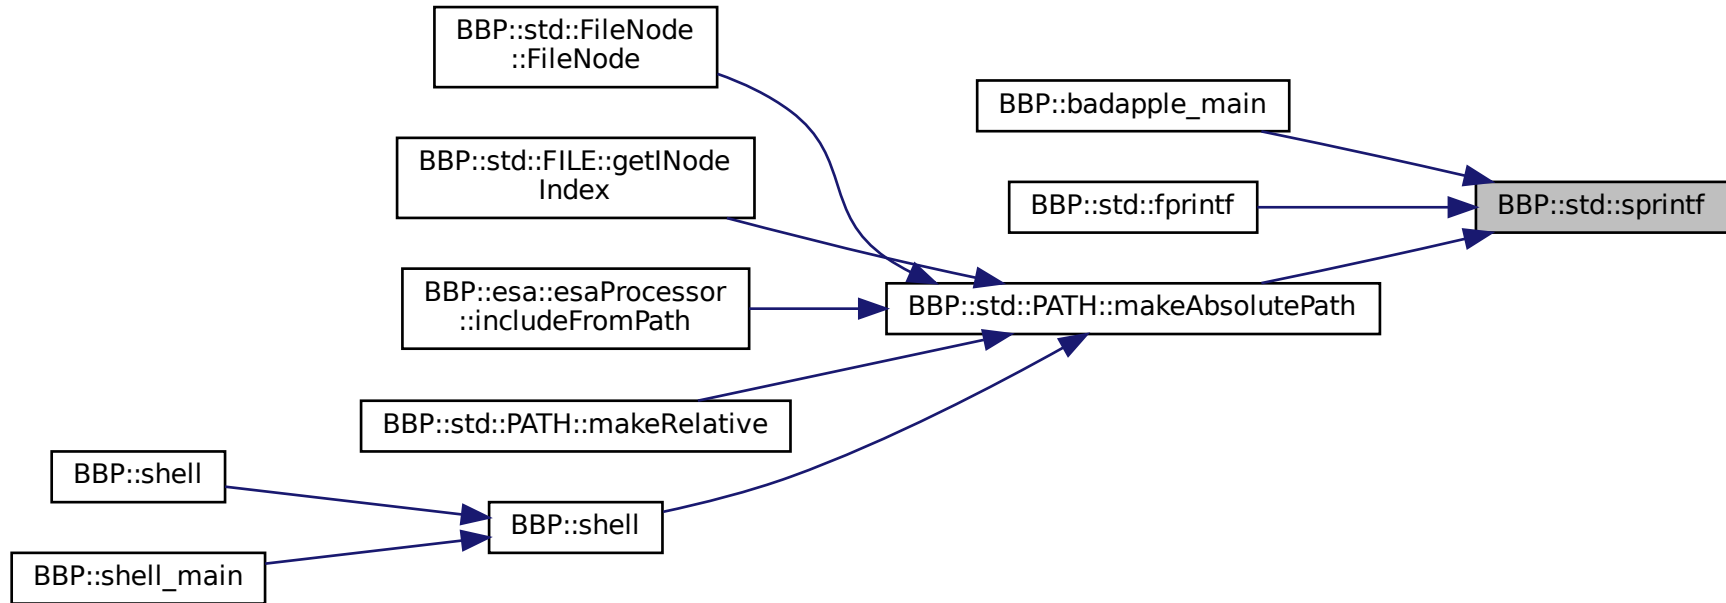 BBP::std::FileNode
::FileNode
BBP::badapple_main
BBP::std::FILE::getINode
Index
BBP::std::fprintf
BBP::std::sprintf
BBP::esa::esaProcessor
::includeFromPath
BBP::std::PATH::makeAbsolutePath
BBP::std::PATH::makeRelative
BBP::shell
BBP::shell
BBP::shell_main